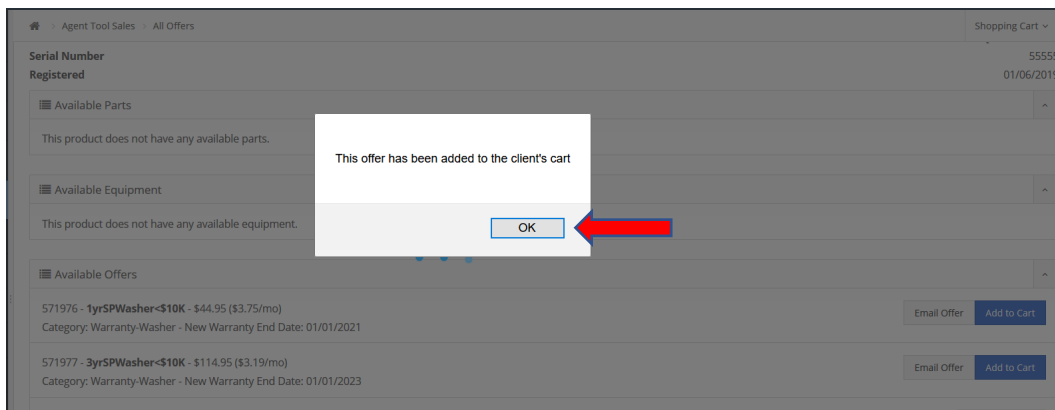 Agent Tool Sales > All Offers
Shopping Cart
Serial Number
55555
Registered
01/06/2019
Available Parts
This product does not have any available parts.
This offer has been added to the client's cart
OK
Available Equipment
This product does not have any available equipment.
Available Offers
571976 - 1yrSPWasher<$10K - $44.95 ($3.75/mo)
Category: Warranty-Washer - New Warranty End Date: 01/01/2021
Email Offer
Add to Cart
571977 - 3yrSPWasher<$10K - $114.95 ($3.19/mo)
Category: Warranty-Washer - New Warranty End Date: 01/01/2023
Email Offer
Add to Cart